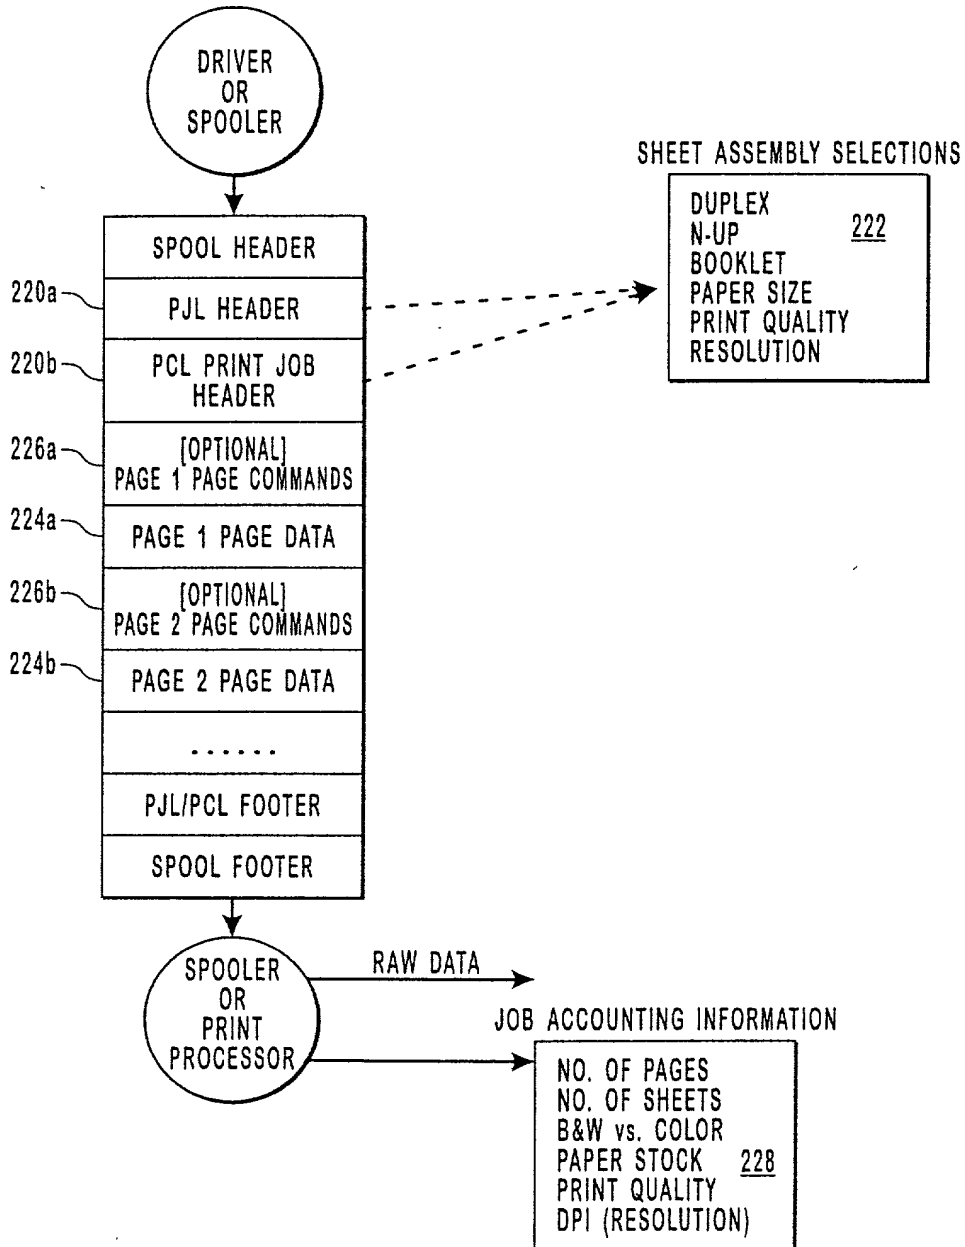 DRIVER
OR
SPOOLER
SHEET ASSEMBLY SELECTIONS
DUPLEX
N-UP
BOOKLET
PAPER SIZE
PRINT QUALITY
RESOLUTION
222
SPOOL HEADER
220a
PJL HEADER
220b
PCL PRINT JOB
HEADER
226a
[OPTIONAL]
PAGE 1 PAGE COMMANDS
224a
PAGE 1 PAGE DATA
226b
[OPTIONAL]
PAGE 2 PAGE COMMANDS
224b
PAGE 2 PAGE DATA
......
PJL/PCL FOOTER
SPOOL FOOTER
SPOOLER
OR
PRINT
PROCESSOR
RAW DATA
JOB ACCOUNTING INFORMATION
NO. OF PAGES
NO. OF SHEETS
B&W vs. COLOR
PAPER STOCK 228
PRINT QUALITY
DPI (RESOLUTION)